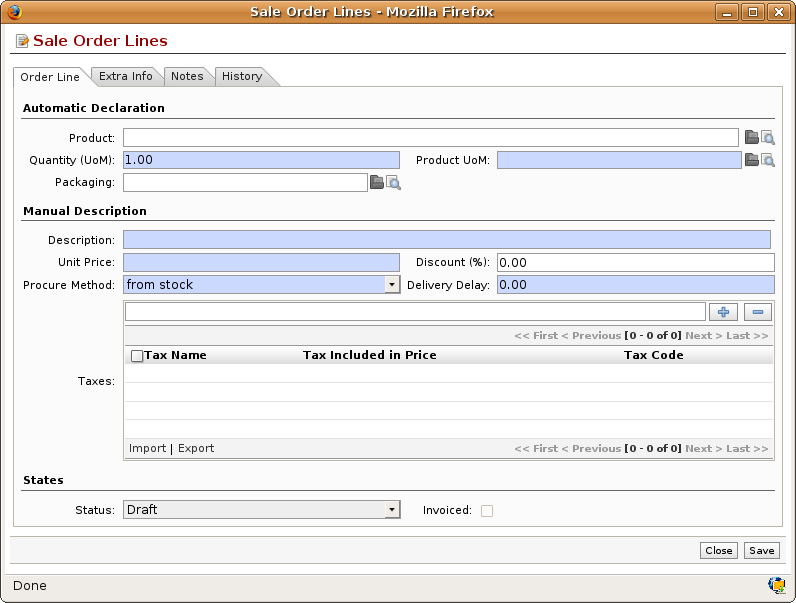 Sale Order Lines - Mozilla Firefox
Sale Order Lines
Order Line Extra Info Notes History
Automatic Declaration
Product:
Quantity (UoM): 1.00 Product UoM:
Packaging:
Manual Description
Description:
Unit Price: Discount (%): 0.00
Procure Method: from stock Delivery Delay: 0.00
<< First < Previous [0 - 0 of 0] Next > Last >>
Tax Name Tax Included in Price Tax Code
Taxes:
Import | Export << First < Previous [0 - 0 of 0] Next > Last >>
States
Status: Draft Invoiced:
Close Save
Done